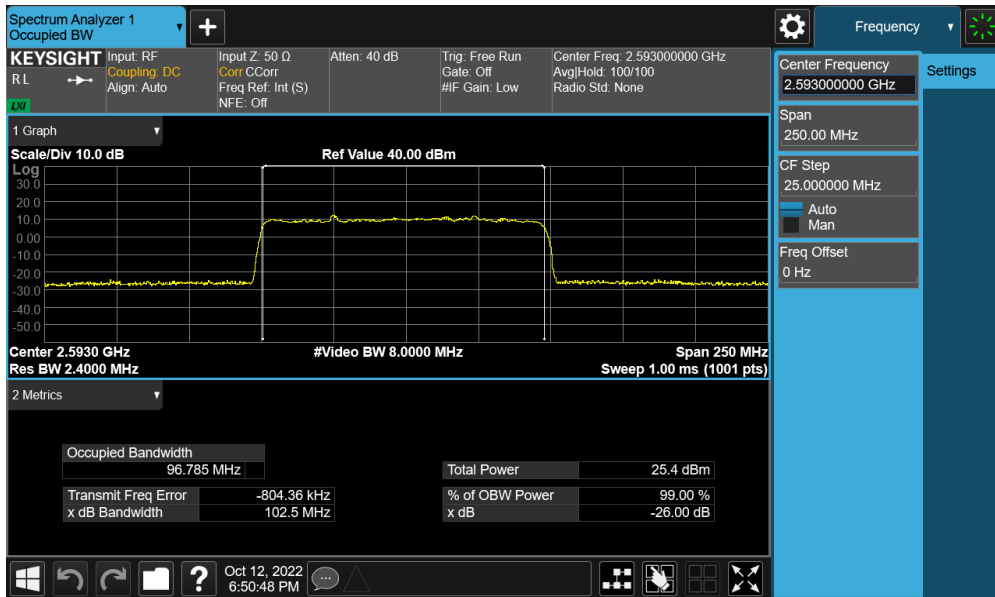 Spectrum Analyzer 1
Occupied BW
Frequency
KEYSIGHT
R L
LXI
Input: RF
Coupling: DC
Align: Auto
Input Z: 50 Ω
Corr CCorr
Freq Ref: Int (S)
NFE: Off
Atten: 40 dB
Trig: Free Run
Gate: Off
#IF Gain: Low
Center Freq: 2.593000000 GHz
Avg|Hold: 100/100
Radio Std: None
Center Frequency
2.593000000 GHz
Settings
Span
250.00 MHz
CF Step
25.000000 MHz
Auto
Man
Freq Offset
0 Hz
1 Graph
Scale/Div 10.0 dB
Ref Value 40.00 dBm
Log
30.0
20.0
10.0
0.00
-10.0
-20.0
-30.0
-40.0
-50.0
Center 2.5930 GHz
#Video BW 8.0000 MHz
Span 250 MHz
Res BW 2.4000 MHz
Sweep 1.00 ms (1001 pts)
2 Metrics
Occupied Bandwidth
96.785 MHz
Total Power 25.4 dBm
Transmit Freq Error -804.36 kHz
% of OBW Power 99.00 %
x dB Bandwidth 102.5 MHz
x dB -26.00 dB
?
Oct 12, 2022
6:50:48 PM